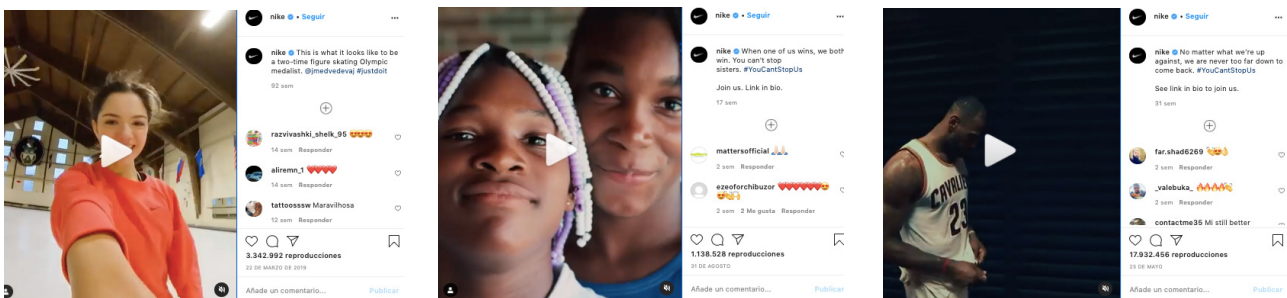 nike • Seguir
nike This is what it looks like to be
a two-time figure skating Olympic
medalist. @jmedvedevaj #justdoit
92 sem
razvivashki_shelk_95 😍😍😍
14 sem Responder
aliremn_1 ❤️❤️❤️❤️
14 sem Responder
tattoosssw Maravilhosa
12 sem Responder
3.342.992 reproducciones
22 DE MARZO DE 2019
Añade un comentario... Publicar
nike • Seguir
nike When one of us wins, we both
win. You can't stop
sisters. #YouCantStopUs
Join us. Link in bio.
17 sem
mattersofficial 🙏🏻
2 sem Responder
ezeoforchibuzor
2 sem 2 Me gusta Responder
1.138.528 reproducciones
31 DE AGOSTO
Añade un comentario...
nike • Seguir
nike No matter what we're up
against, we are never too far down to
come back. #YouCantStopUs
See link in bio to join us.
31 sem
far.shad6269
2 sem Responder
_valebuka_
2 sem Responder
contactme35 Mi still better
17.932.456 reproducciones
23 DE MAYO
Añade un comentario... Publicar
CAVALIE
23